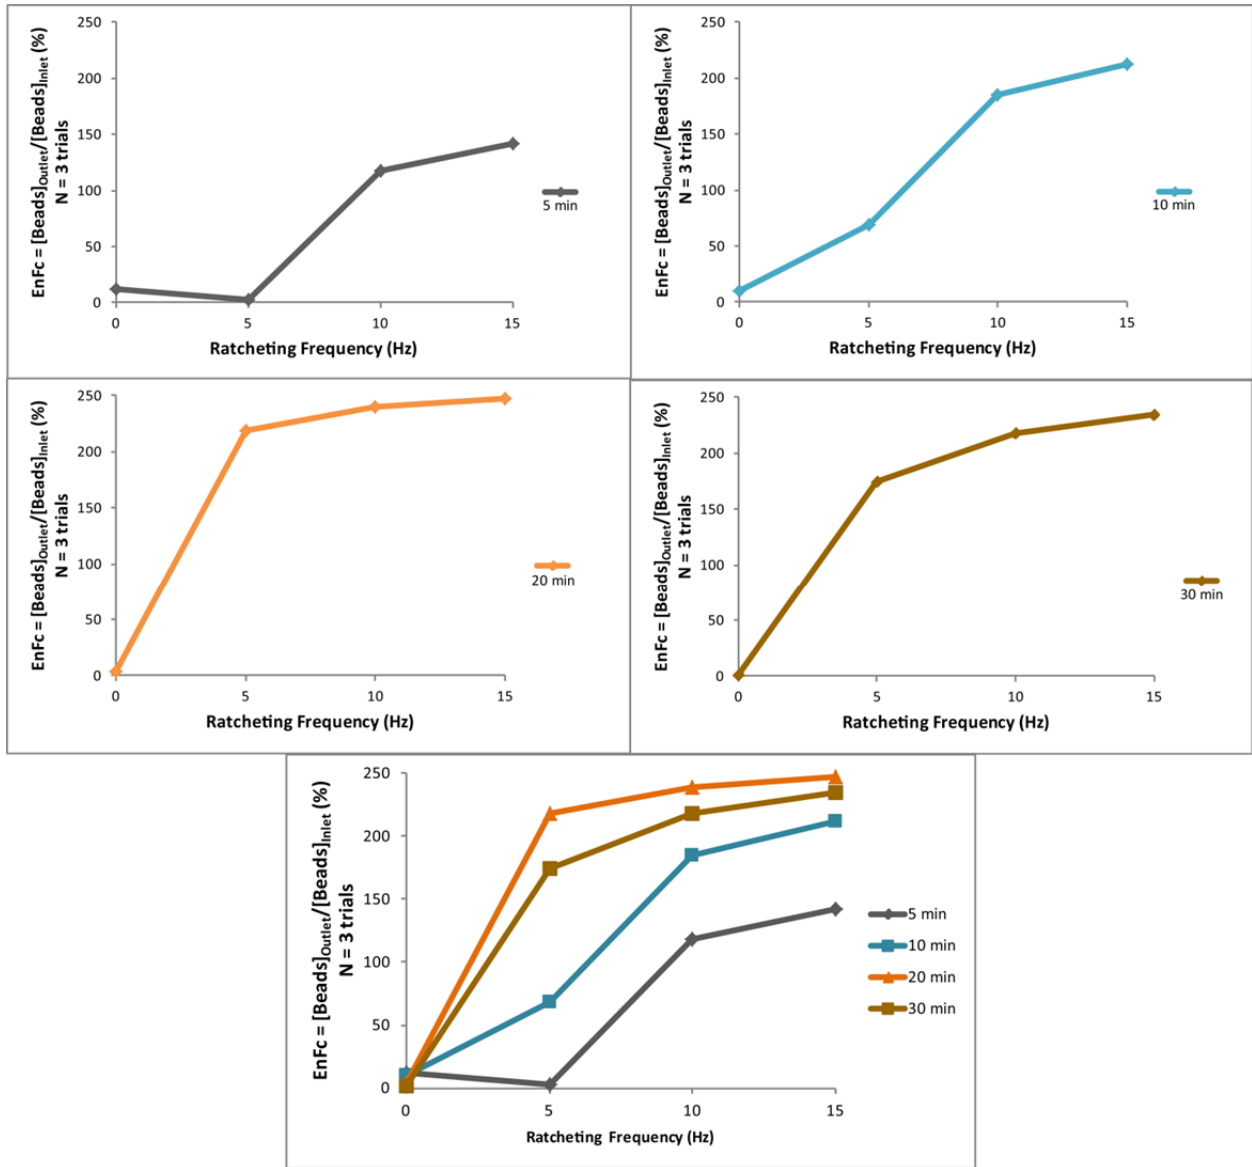 EnFc = [Beads]Outlet/[Beads]Inlet (%)
N = 3 trials
250
200
150
100
50
0
0 5 10 15
Ratcheting Frequency (Hz)
5 min
EnFc = [Beads]Outlet/[Beads]Inlet (%)
N = 3 trials
250
200
150
100
50
0
0 5 10 15
Ratcheting Frequency (Hz)
10 min
EnFc = [Beads]Outlet/[Beads]Inlet (%)
N = 3 trials
250
200
150
100
50
0
0 5 10 15
Ratcheting Frequency (Hz)
20 min
EnFc = [Beads]Outlet/[Beads]Inlet (%)
N = 3 trials
250
200
150
100
50
0
0 5 10 15
Ratcheting Frequency (Hz)
30 min
EnFc = [Beads]Outlet/[Beads]Inlet (%)
N = 3 trials
250
200
150
100
50
0
0 5 10 15
Ratcheting Frequency (Hz)
5 min
10 min
20 min
30 min